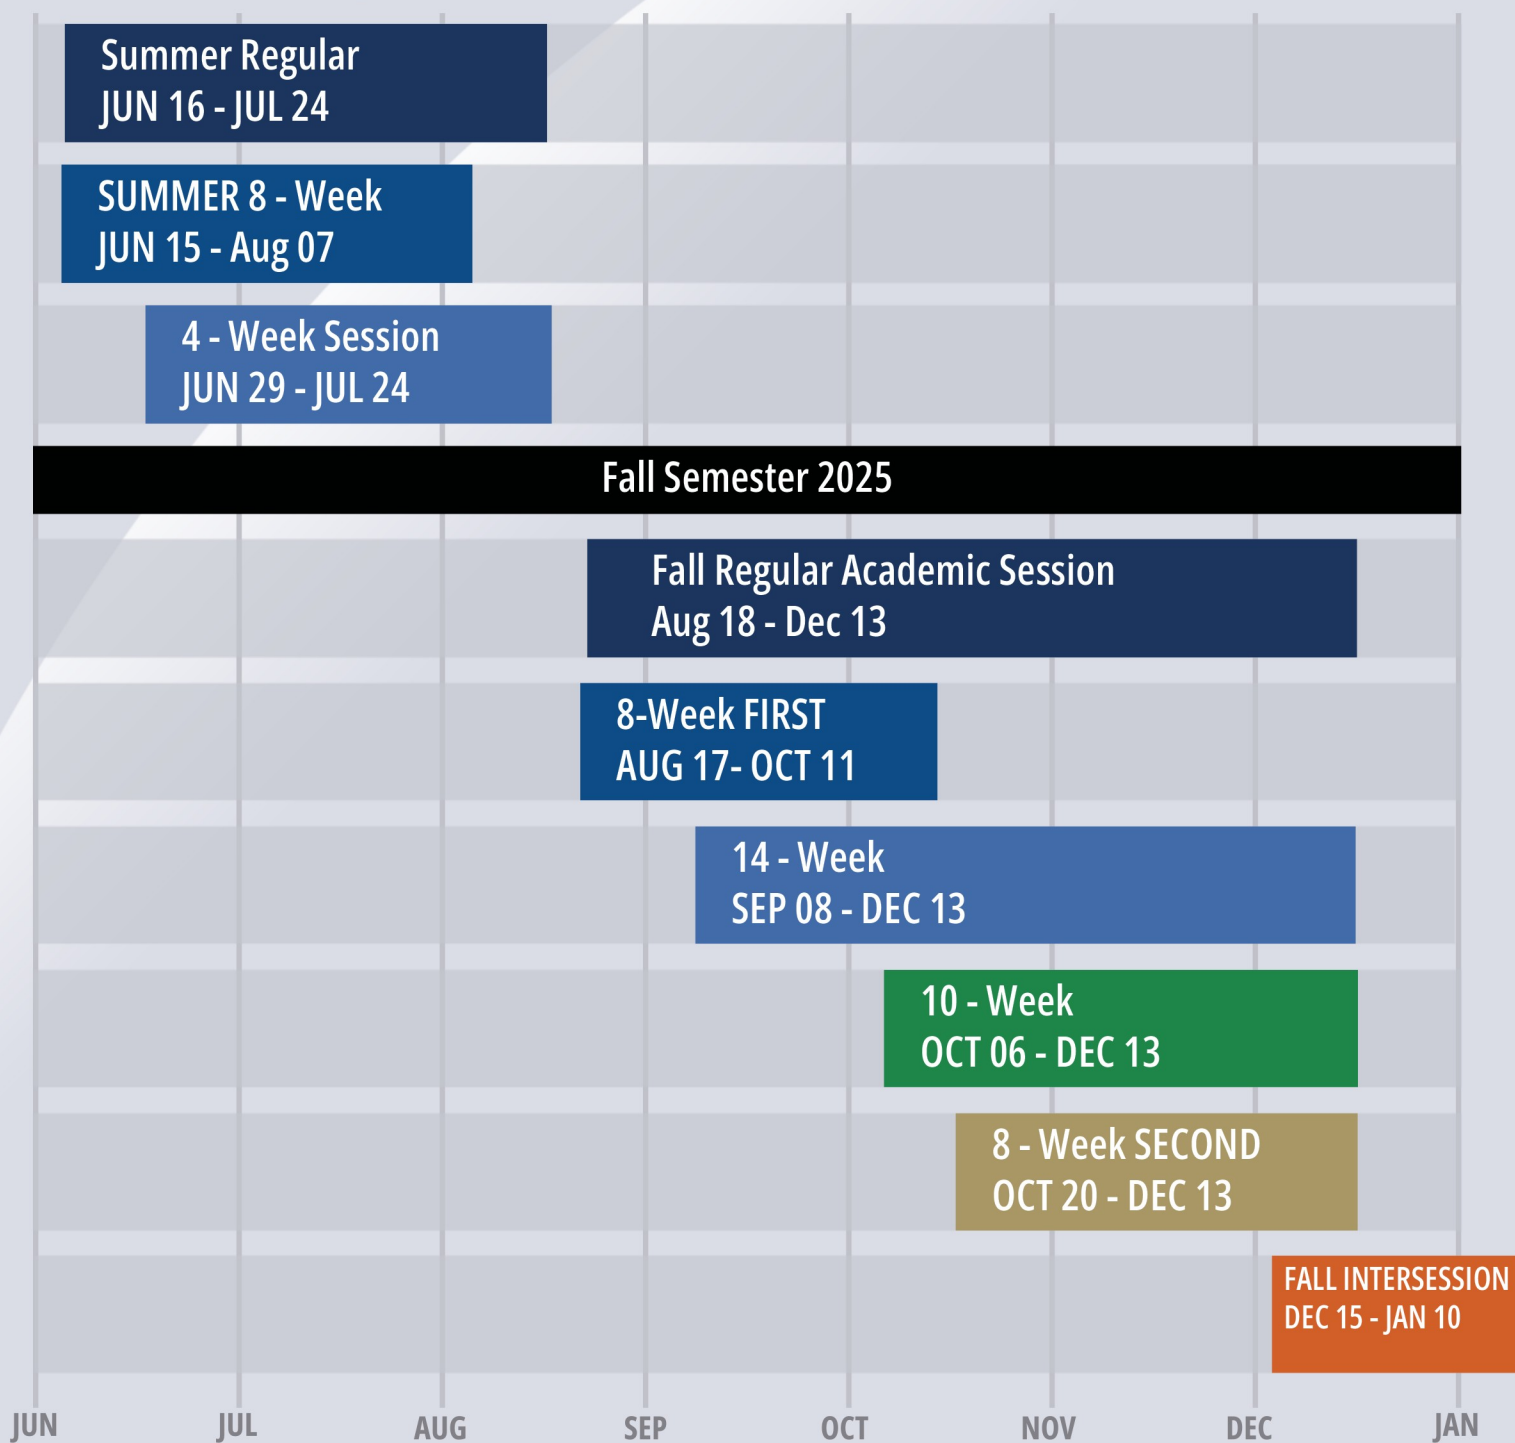 Summer Regular
JUN 16 - JUL 24
SUMMER 8 - Week
JUN 15 - Aug 07
4 - Week Session
JUN 29 - JUL 24
Fall Semester 2025
Fall Regular Academic Session
Aug 18 - Dec 13
8-Week FIRST
AUG 17- OCT 11
14 - Week
SEP 08 - DEC 13
10 - Week
OCT 06 - DEC 13
8 - Week SECOND
OCT 20 - DEC 13
FALL INTERSESSION
DEC 15 - JAN 10
JUN JUL AUG SEP OCT NOV DEC JAN